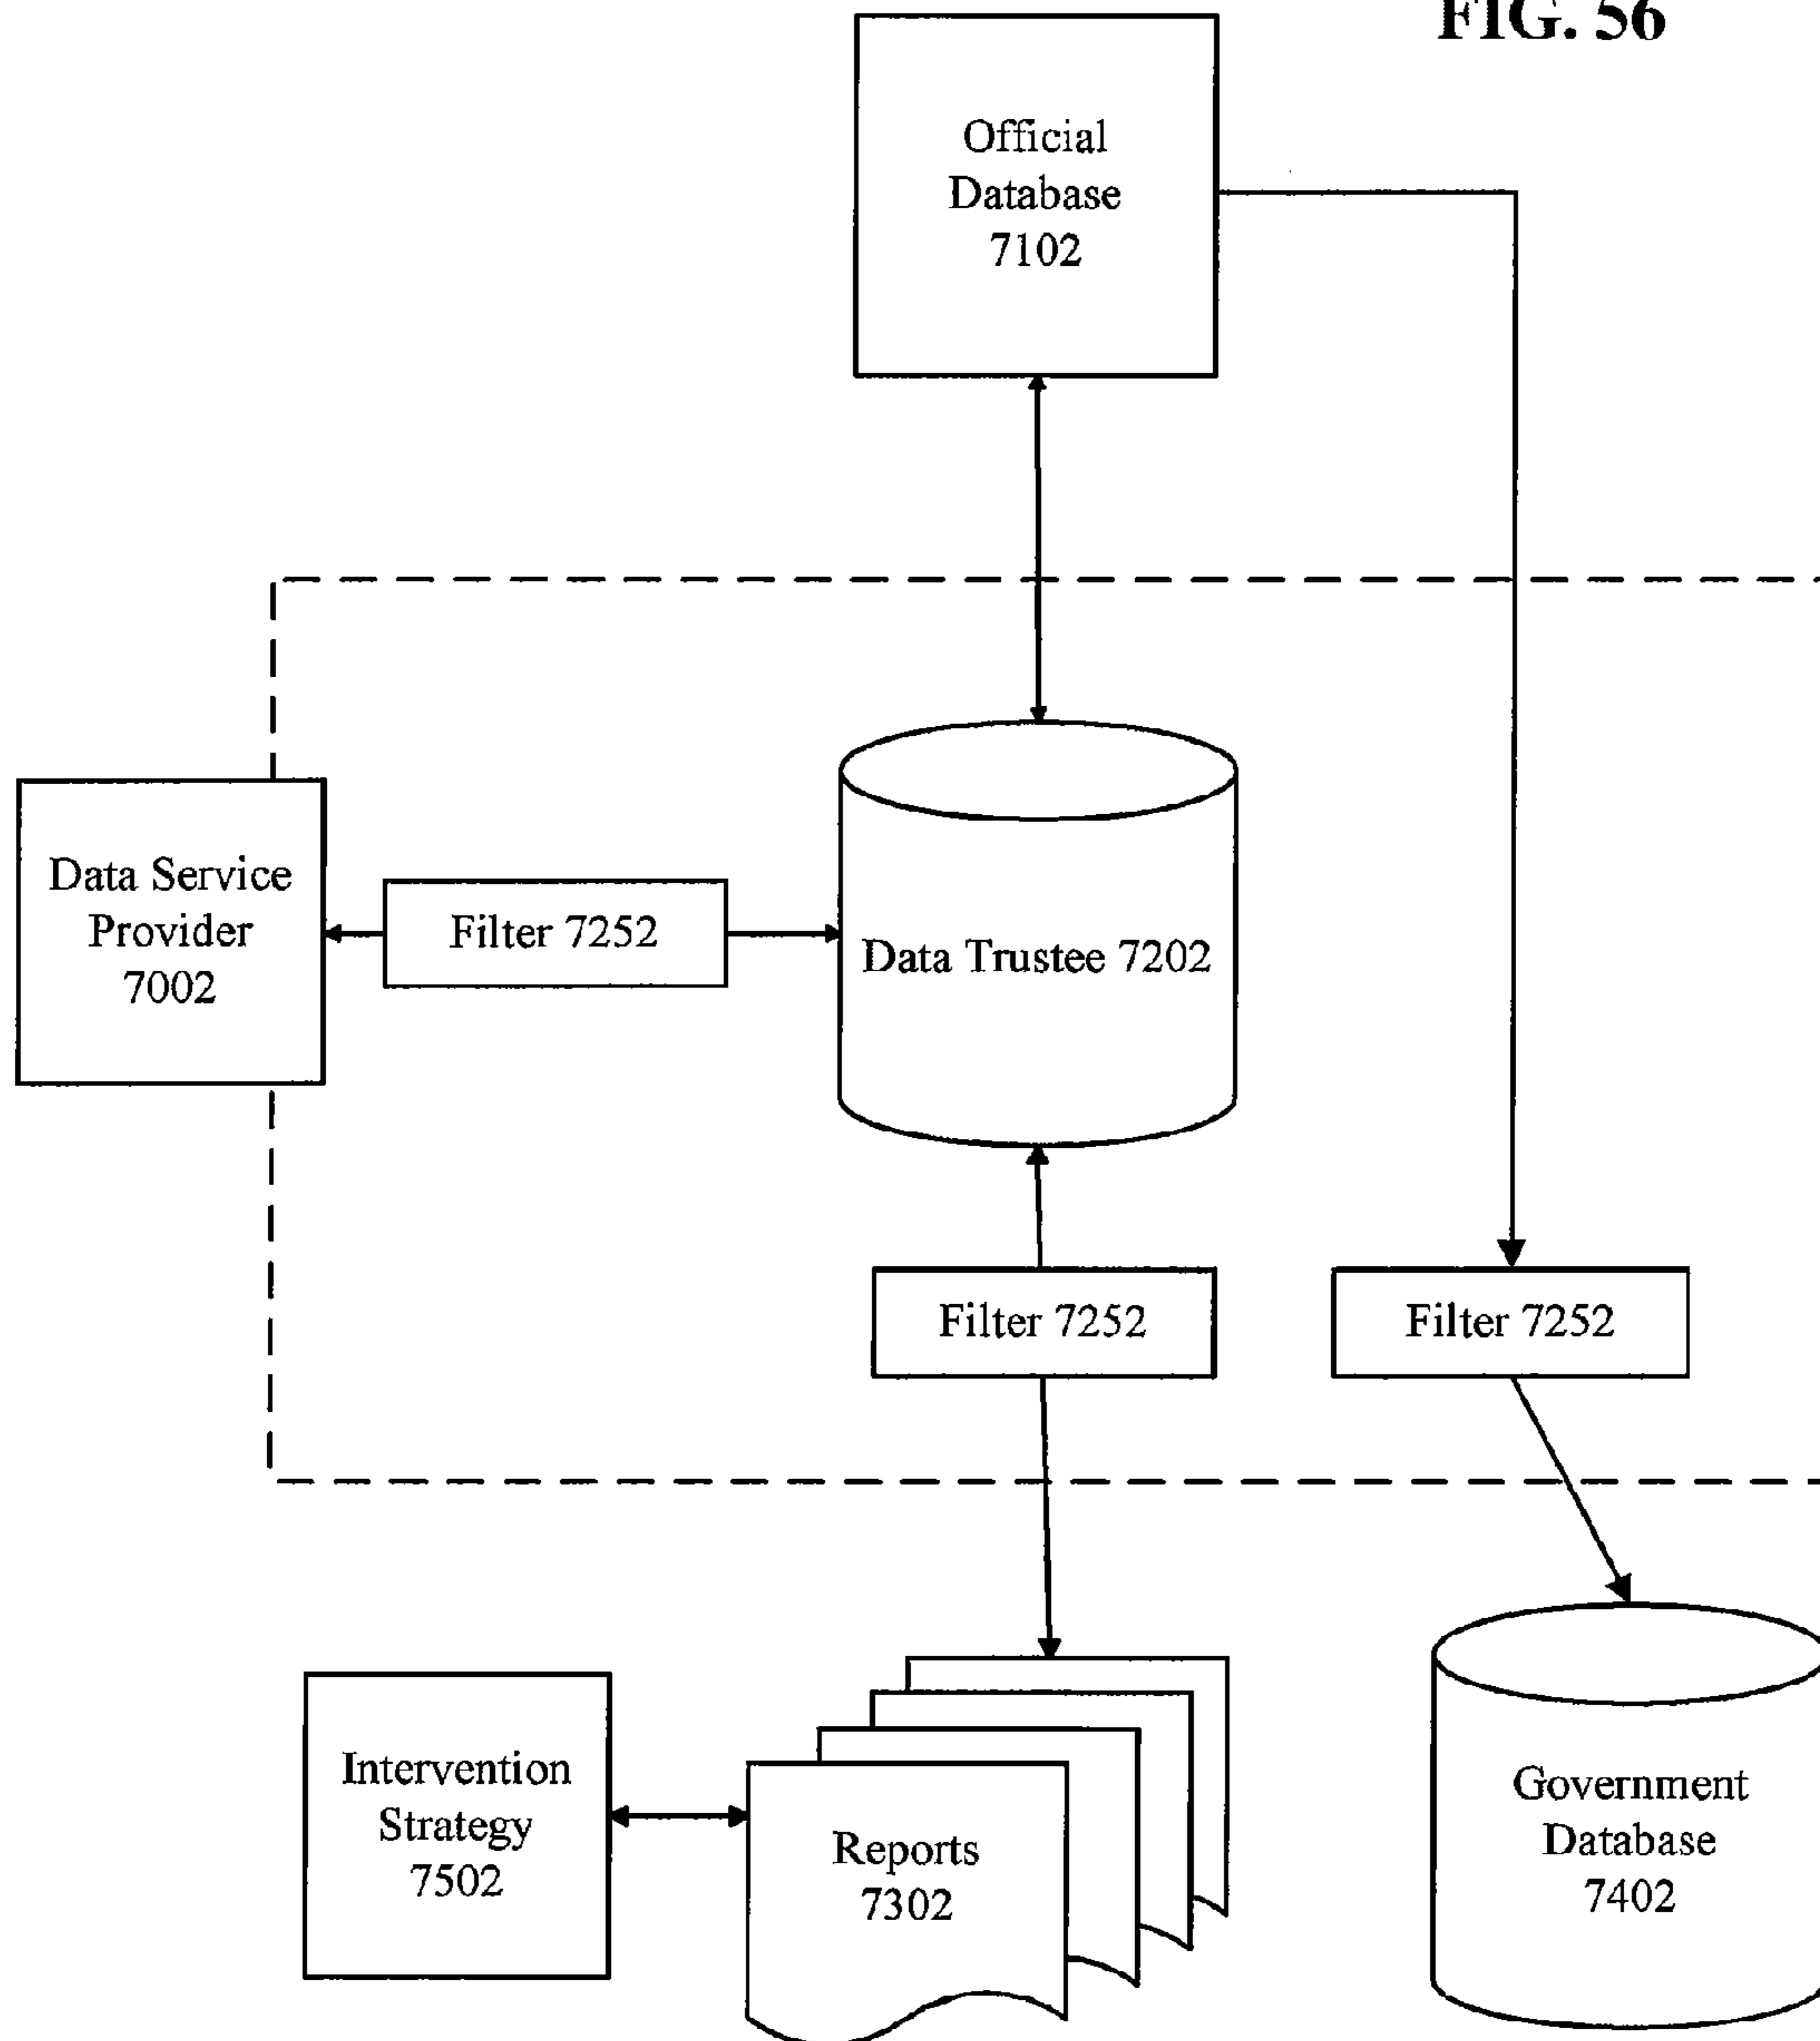 FIG. 56
Official
Database
7102
Data Service
Provider
7002
Filter 7252
Data Trustee 7202
Filter 7252
Filter 7252
Intervention
Strategy
7502
Reports
7302
Government
Database
7402